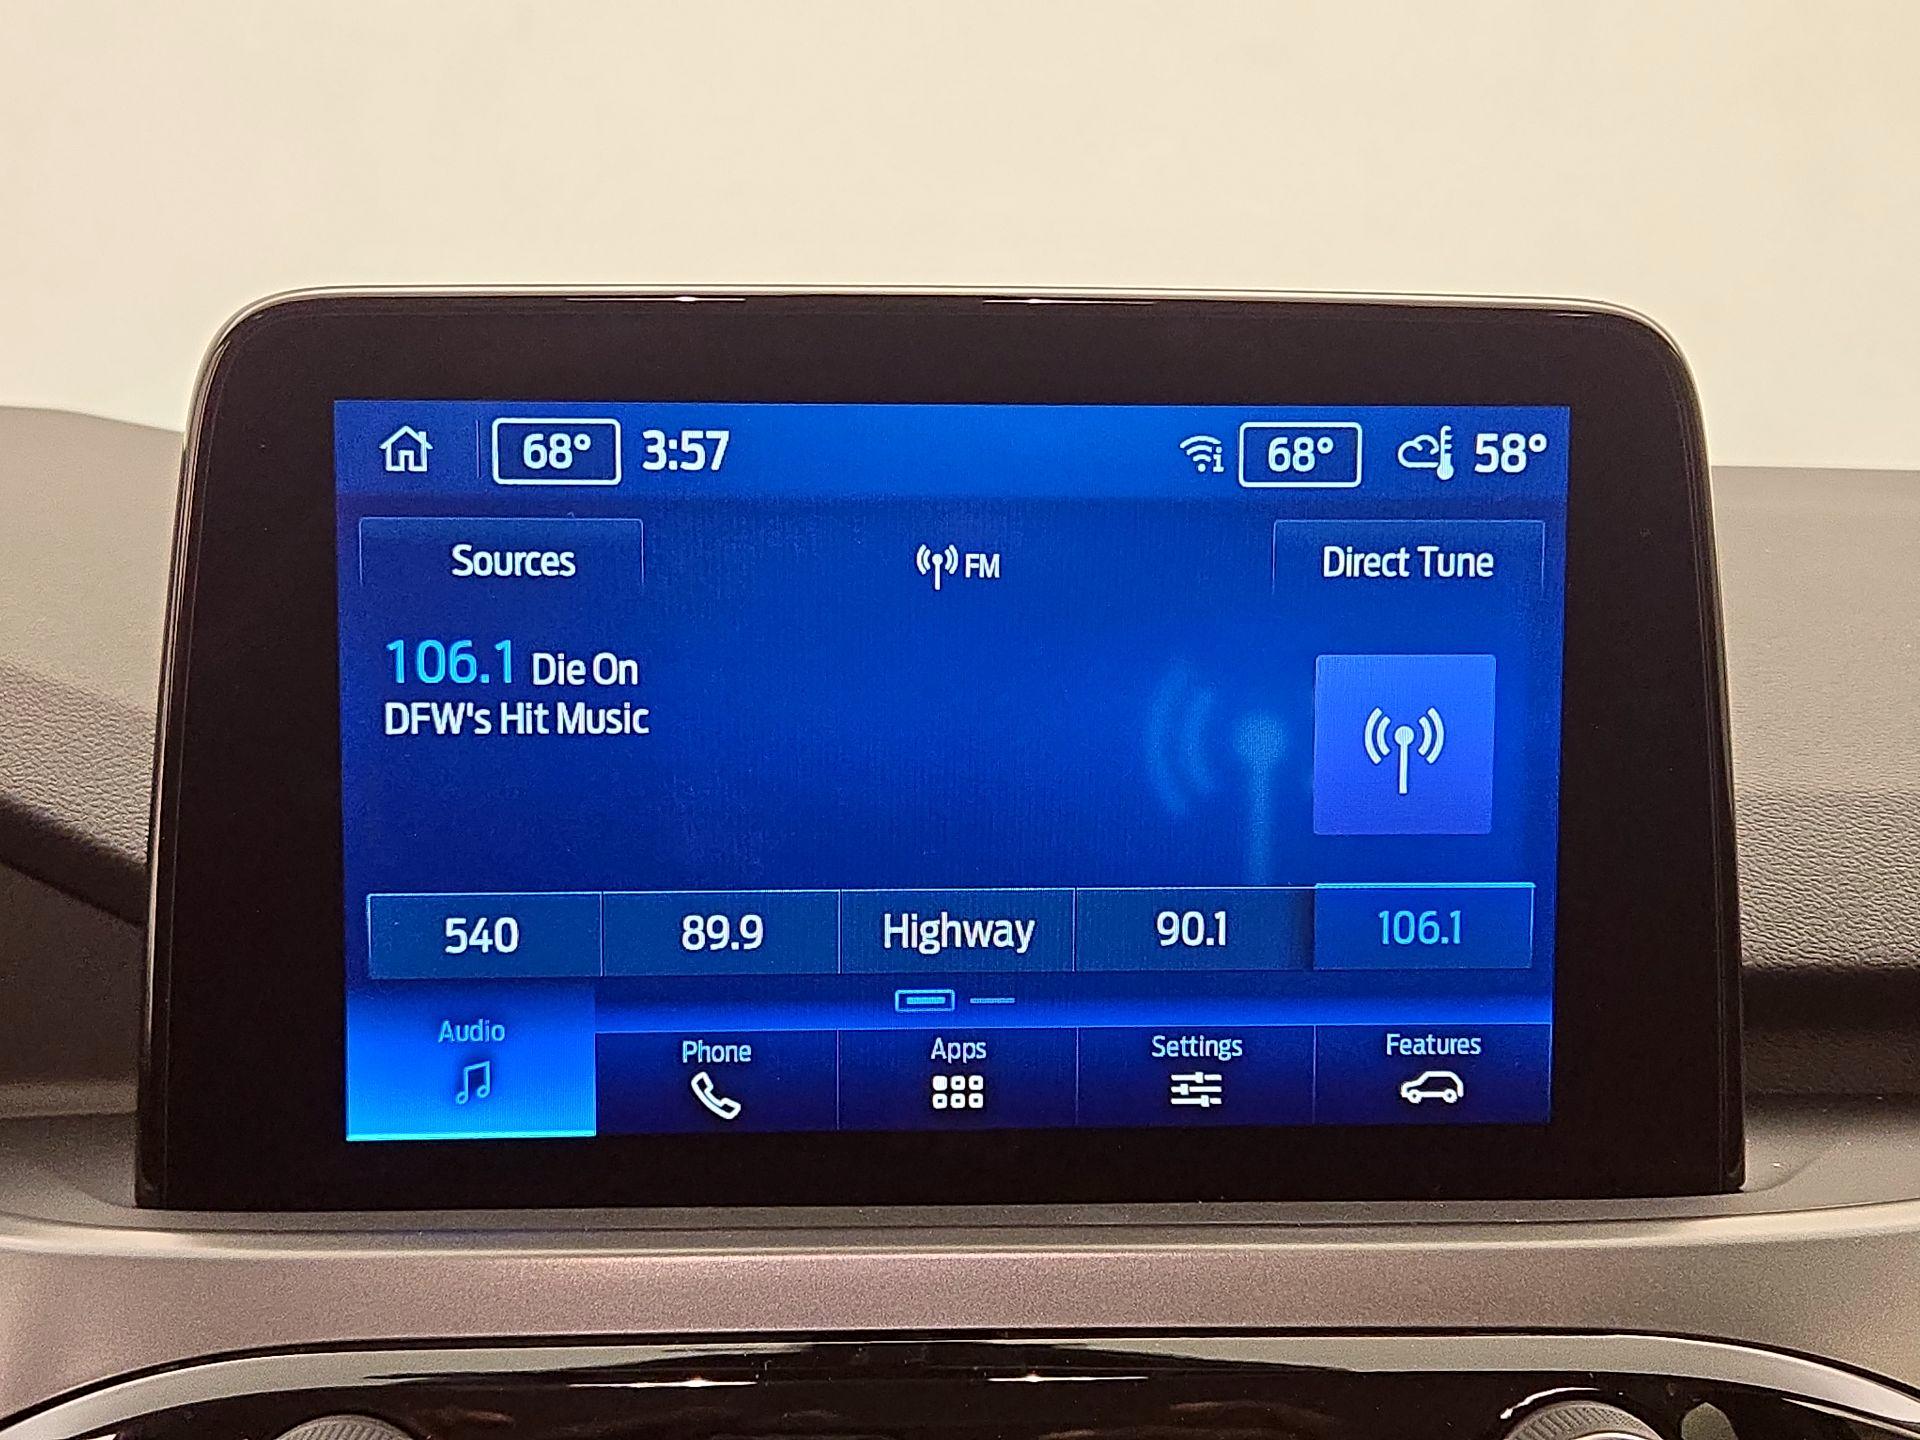 68° 3:57 68° 58°
Sources FM Direct Tune
106.1 Die On
DFW's Hit Music
540 89.9 Highway 90.1 106.1
Audio Phone Apps Settings Features